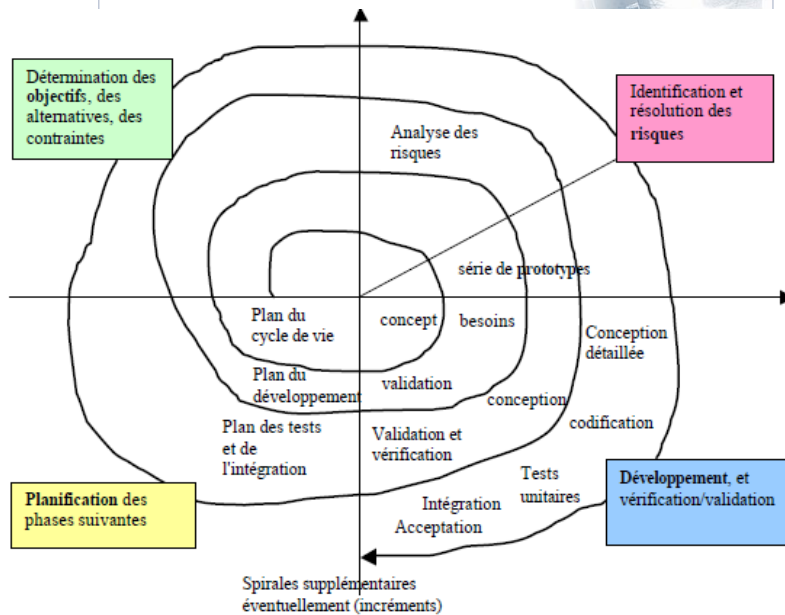 Détermination des
objectifs, des
alternatives, des
contraintes
Identification et
résolution des
risques
Analyse des
risques
série de prototypes
Plan du
cycle de vie
concept
besoins
Conception
détaillée
Plan du
développement
validation
conception
codification
Plan des tests
et de
l'intégration
Validation et
vérification
Tests
unitaires
Intégration
Acceptation
Planification des
phases suivantes
Développement, et
vérification/validation
Spirales supplémentaires
éventuellement (incréments)